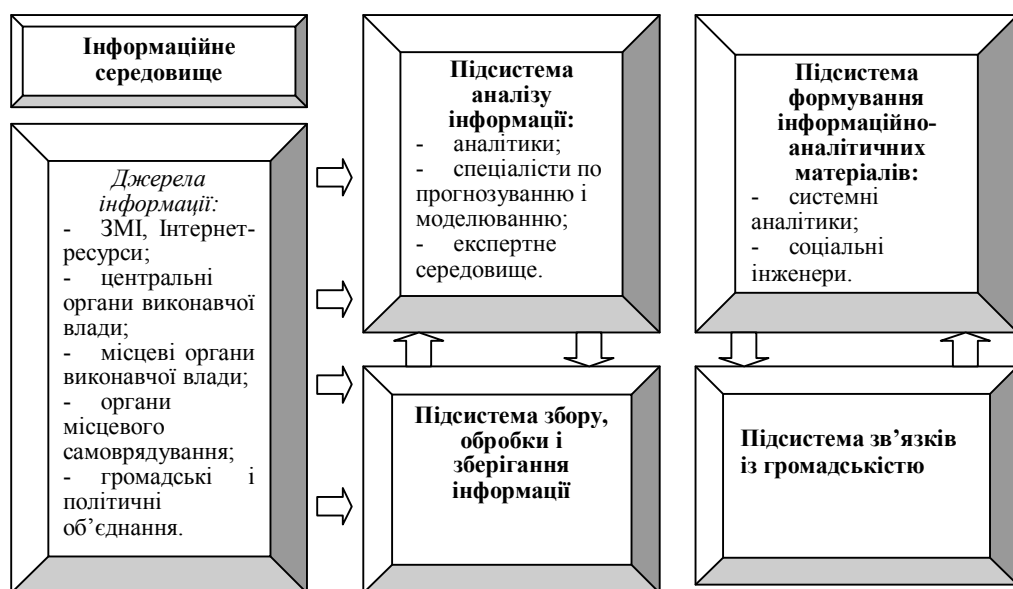 Інформаційне
середовище
Джерела
інформації:
- ЗМІ, Інтернет-
ресурси;
- центральні
органи виконавчої
влади;
- місцеві органи
виконавчої влади;
- органи
місцевого
самоврядування;
- громадські і
політичні
об’єднання.
Підсистема
аналізу
інформації:
- аналітики;
- спеціалісти по
прогнозуванню і
моделюванню;
- експертне
середовище.
Підсистема збору,
обробки і
зберігання
інформації
Підсистема
формування
інформаційно-
аналітичних
матеріалів:
- системні
аналітики;
- соціальні
інженери.
Підсистема зв’язків
із громадськістю